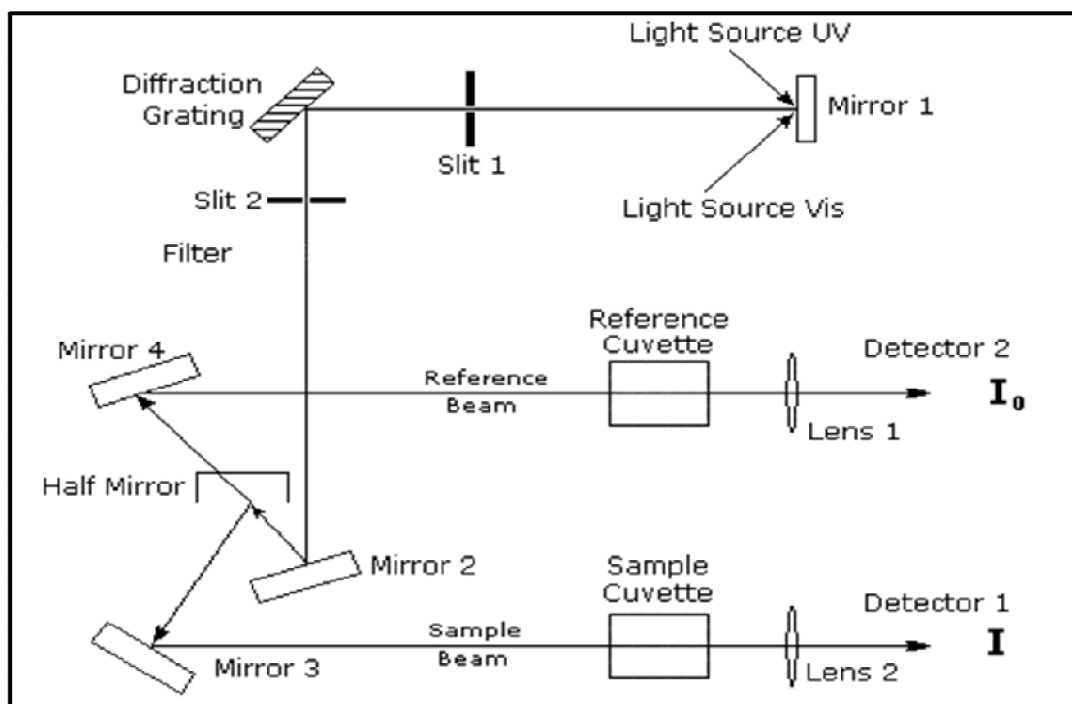 Light Source UV
Diffraction
Grating
Mirror 1
Slit 1
Slit 2
Light Source Vis
Filter
Reference
Cuvette
Mirror 4
Detector 2
Reference
Beam
I₀
Lens 1
Half Mirror
Mirror 2
Sample
Cuvette
Detector 1
Sample
Beam
I
Mirror 3
Lens 2